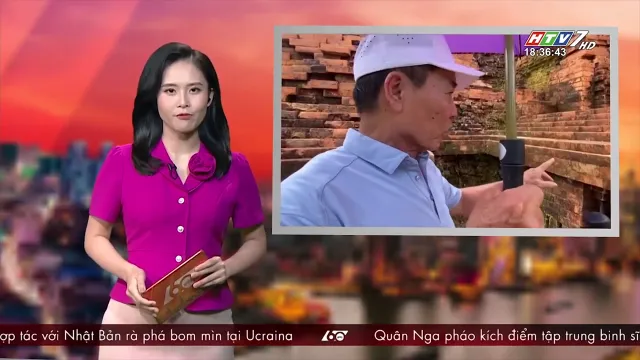 HTV7 HD
18:36:43
60
ợp tác với Nhật Bản rà phá bom mìn tại Ucraina 60 Quân Nga pháo kích điểm tập trung binh sĩ